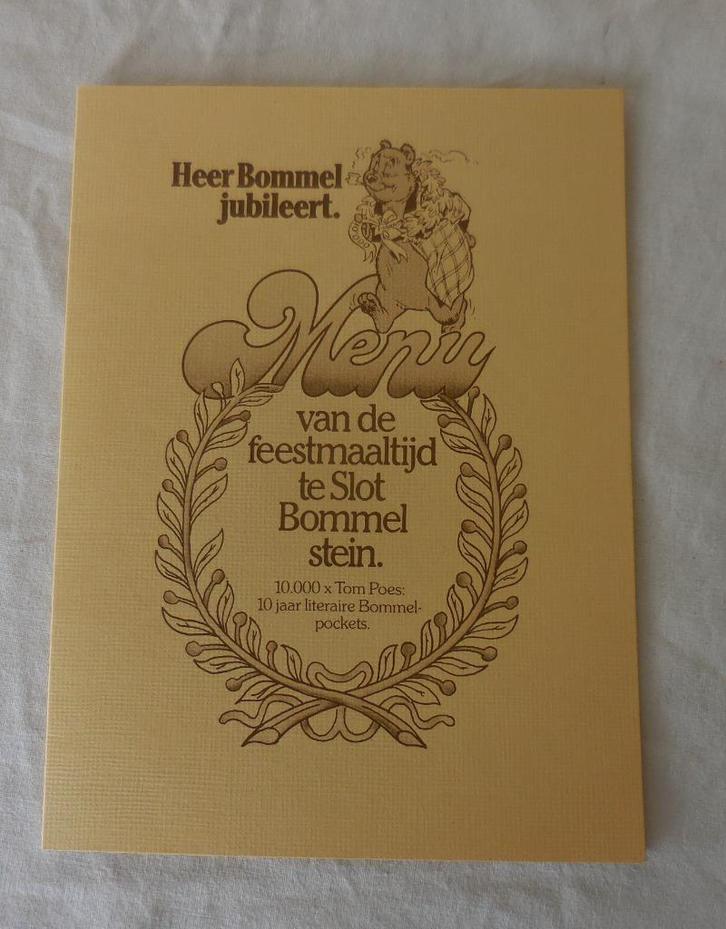 Heer Bommel
jubileert.
Menu
van de
feestmaaltijd
te Slot
Bommel
stein.
10.000 x Tom Poes:
10 jaar literaire Bommel-
pockets.